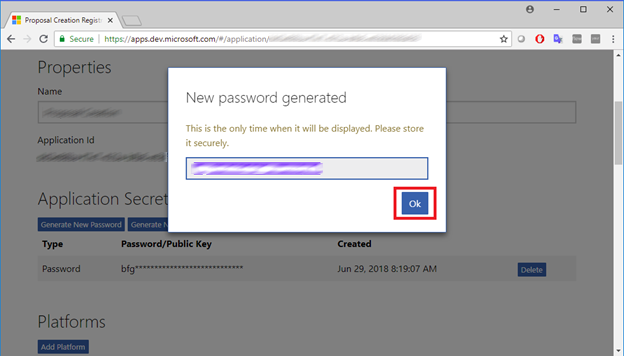 Proposal Creation Regist
Secure
https://apps.dev.microsoft.com/#/application/
Properties
Name
Application Id
New password generated
This is the only time when it will be displayed. Please store
it securely.
Ok
Application Secre
Generate New Password
Generate N
Type Password/Public Key Created
Password bfg*************************** Jun 29, 2018 8:19:07 AM Delete
Platforms
Add Platform